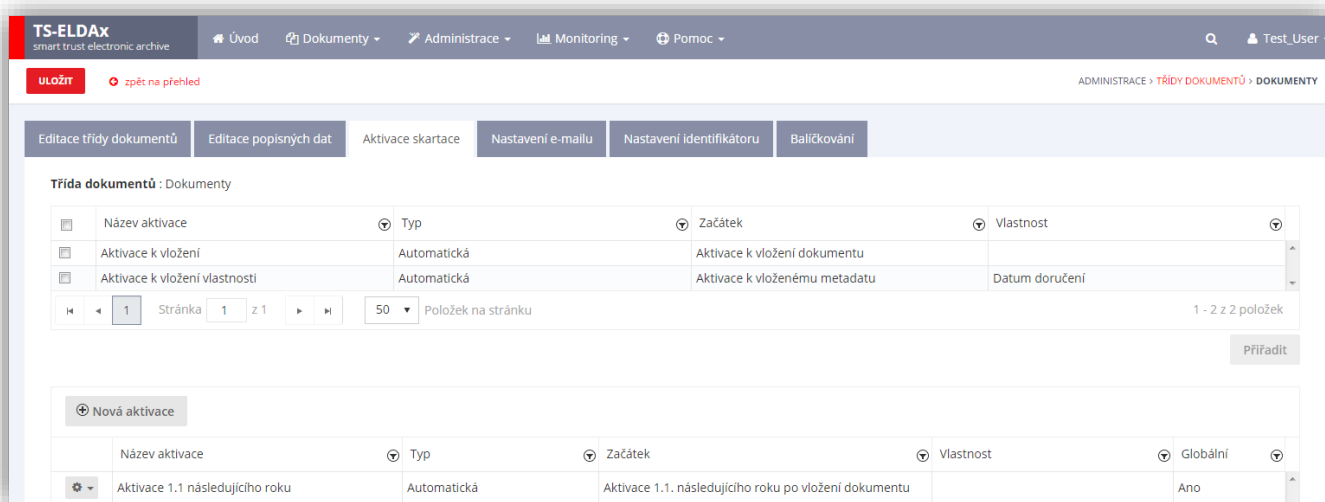 TS-ELDAx
smart trust electronic archive
Úvod Dokumenty Administrace Monitoring Pomoc Test_User
ULOŽIT zpět na přehled ADMINISTRACE > TŘÍDY DOKUMENTŮ > DOKUMENTY
Editace třídy dokumentů Editace popisných dat Aktivace skartace Nastavení e-mailu Nastavení identifikátoru Balíčkování
Třída dokumentů : Dokumenty
Název aktivace Typ Začátek Vlastnost
Aktivace k vložení Automatická Aktivace k vložení dokumentu
Aktivace k vložení vlastnosti Automatická Aktivace k vloženému metadatu Datum doručení
1 Stránka 1 z 1 50 Položek na stránku 1 - 2 z 2 položek
Přiřadit
Nová aktivace
Název aktivace Typ Začátek Vlastnost Globální
Aktivace 1.1 následujícího roku Automatická Aktivace 1.1. následujícího roku po vložení dokumentu Ano